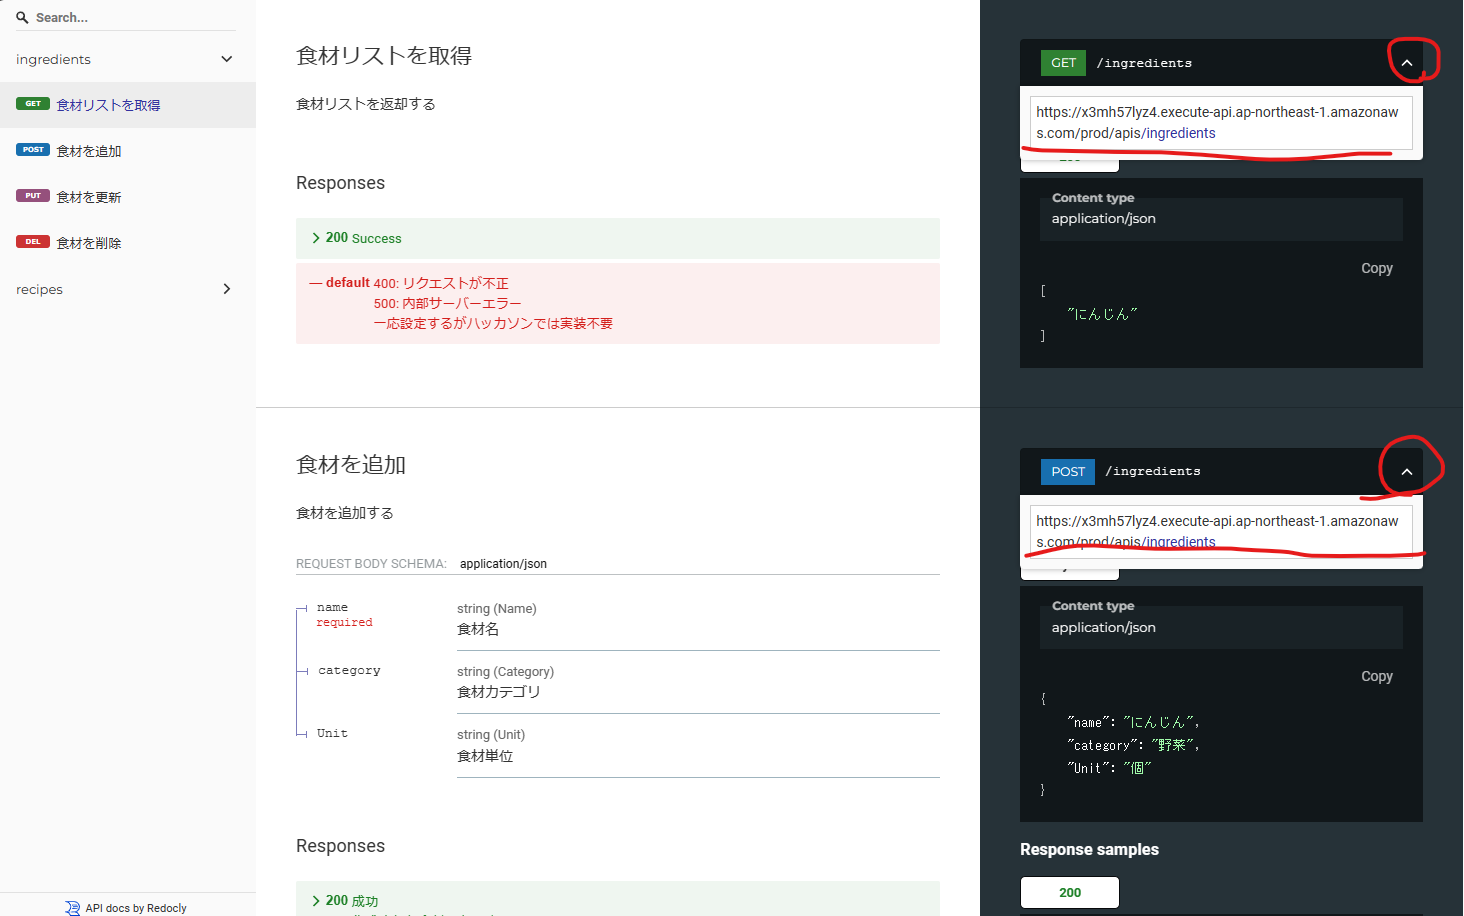 Search...
ingredients
GET 食材リストを取得
POST 食材を追加
PUT 食材を更新
DEL 食材を削除
recipes
API docs by Redocly
食材リストを取得
食材リストを返却する
Responses
200 Success
default 400: リクエストが不正
500: 内部サーバーエラー
一応設定するがハッカソンでは実装不要
GET /ingredients
https://x3mh57lyz4.execute-api.ap-northeast-1.amazonaw
s.com/prod/apis/ingredients
Content type
application/json
Copy
[
"にんじん"
]
食材を追加
食材を追加する
REQUEST BODY SCHEMA: application/json
name
required
string (Name)
食材名
category
string (Category)
食材カテゴリ
Unit
string (Unit)
食材単位
Responses
200 成功
POST /ingredients
https://x3mh57lyz4.execute-api.ap-northeast-1.amazonaw
s.com/prod/apis/ingredients
Content type
application/json
Copy
{
"name": "にんじん",
"category": "野菜",
"Unit": "個"
}
Response samples
200